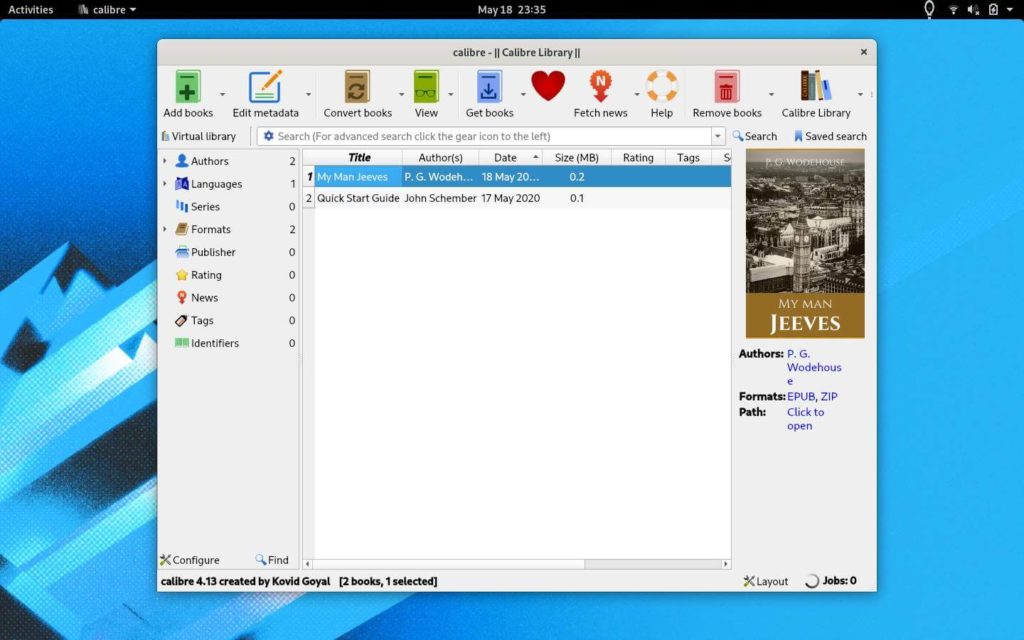 Activities calibre May 18 23:35
calibre - || Calibre Library ||
Add books Edit metadata Convert books View Get books Fetch news Help Remove books Calibre Library
Virtual library Search (For advanced search click the gear icon to the left) Search Saved search
Authors 2
Languages 1
Series 0
Formats 2
Publisher 0
Rating 0
News 0
Tags 0
Identifiers 0
Title Author(s) Date Size (MB) Rating Tags
1 My Man Jeeves P. G. Wodeh... 18 May 20... 0.2
2 Quick Start Guide John Schember 17 May 2020 0.1
P. G. WODEHOUSE
MY MAN
JEEVES
Authors: P. G.
Wodehous
e
Formats: EPUB, ZIP
Path: Click to
open
Configure Find
calibre 4.13 created by Kovid Goyal [2 books, 1 selected] Layout Jobs: 0